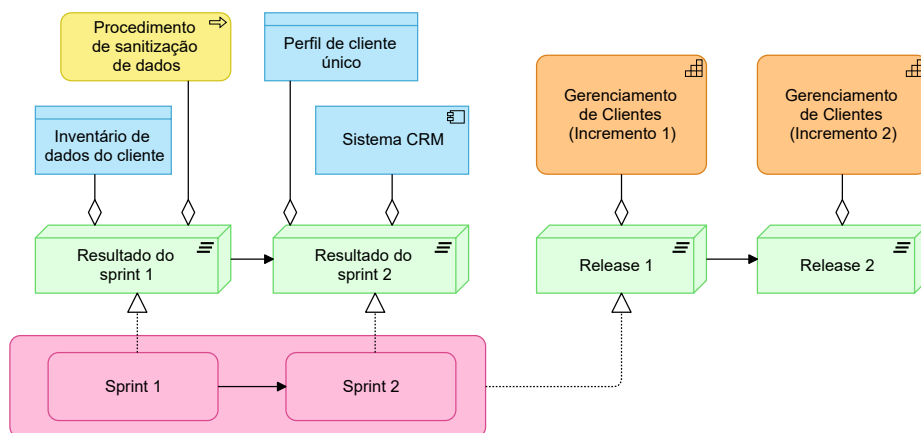 Procedimento
de sanitização
de dados
Perfil de cliente
único
Gerenciamento
de Clientes
(Incremento 1)
Gerenciamento
de Clientes
(Incremento 2)
Inventário de
dados do cliente
Sistema CRM
Resultado do
sprint 1
Resultado do
sprint 2
Release 1
Release 2
Sprint 1
Sprint 2